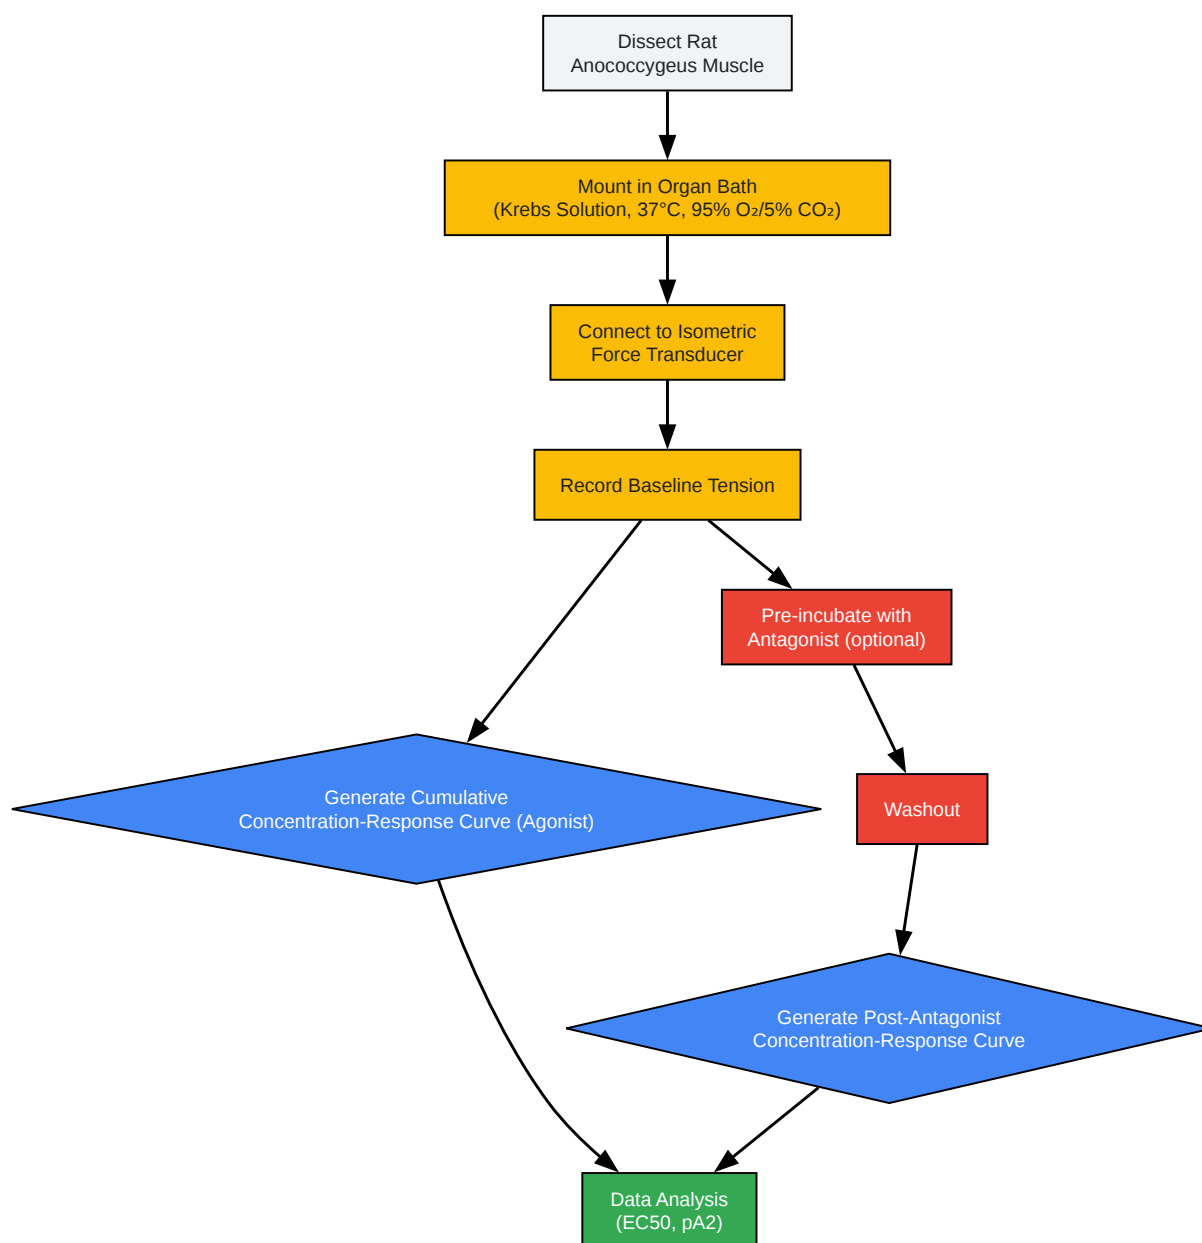 Dissect Rat
Anococcygeus Muscle
Mount in Organ Bath
(Krebs Solution, 37°C, 95% O₂/5% CO₂)
Connect to Isometric
Force Transducer
Record Baseline Tension
Pre-incubate with
Antagonist (optional)
Generate Cumulative
Concentration-Response Curve (Agonist)
Washout
Generate Post-Antagonist
Concentration-Response Curve
Data Analysis
(EC50, pA2)